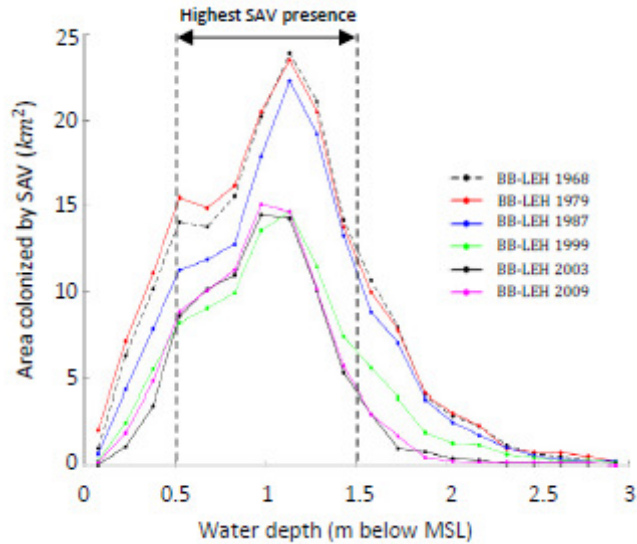 Highest SAV presence
25
20
15
10
5
0
Area colonized by SAV (km²)
BB-LEH 1968
BB-LEH 1979
BB-LEH 1987
BB-LEH 1999
BB-LEH 2003
BB-LEH 2009
0 0.5 1 1.5 2.0 2.5 3
Water depth (m below MSL)